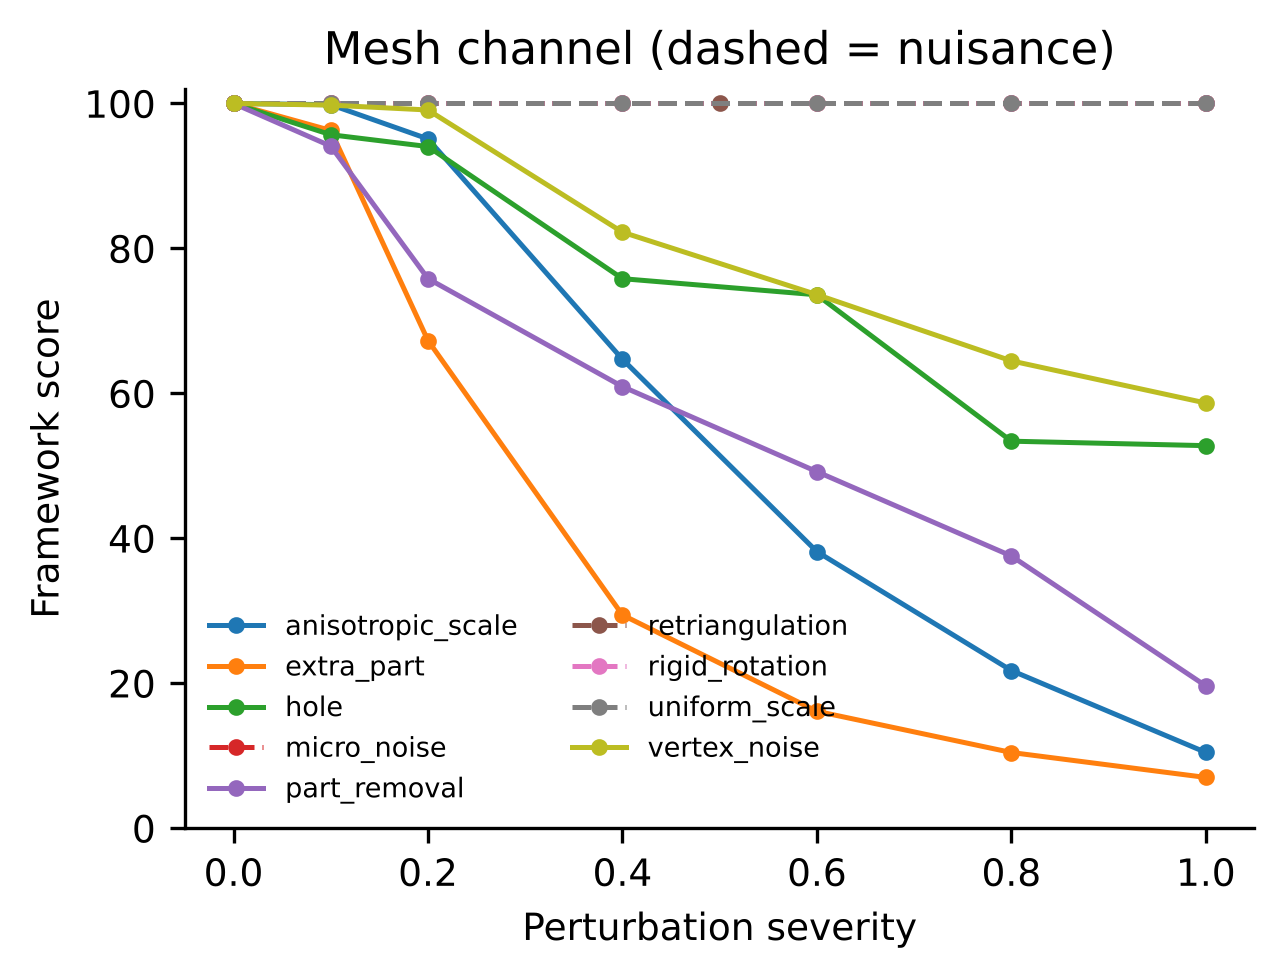 Mesh channel (dashed = nuisance)
100
80
60
40
20
0
Framework score
anisotropic_scale
extra_part
hole
micro_noise
part_removal
retriangulation
rigid_rotation
uniform_scale
vertex_noise
0.0 0.2 0.4 0.6 0.8 1.0
Perturbation severity